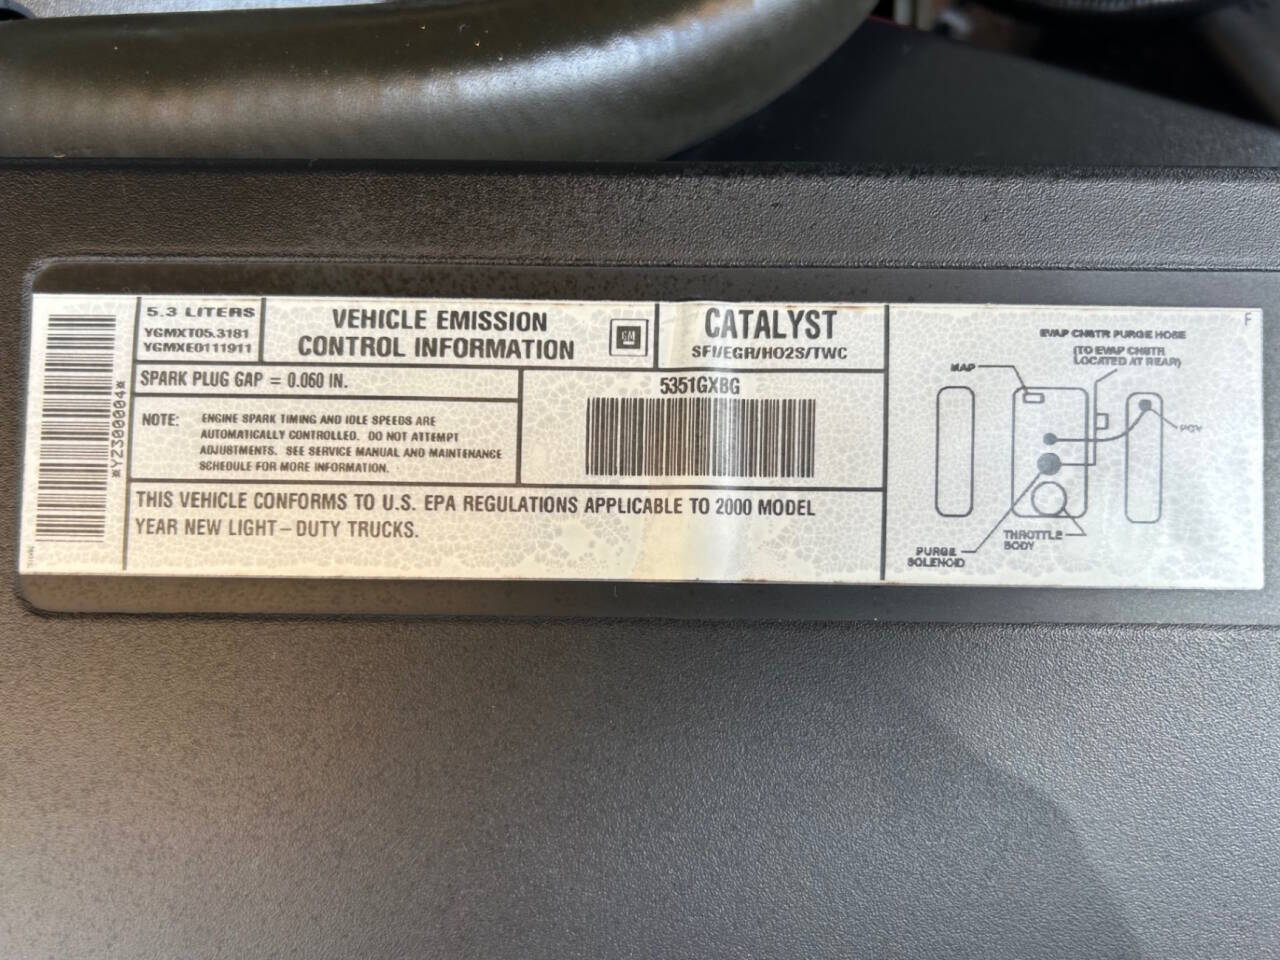 5.3 LITERS
YGMXT05.3181
YGMXE0111911
VEHICLE EMISSION
CONTROL INFORMATION
GM
CATALYST
SFI/EGR/HO2S/TWC
SPARK PLUG GAP = 0.060 IN.
NOTE: ENGINE SPARK TIMING AND IDLE SPEEDS ARE
AUTOMATICALLY CONTROLLED. DO NOT ATTEMPT
ADJUSTMENTS. SEE SERVICE MANUAL AND MAINTENANCE
SCHEDULE FOR MORE INFORMATION.
5351GXBG
THIS VEHICLE CONFORMS TO U.S. EPA REGULATIONS APPLICABLE TO 2000 MODEL
YEAR NEW LIGHT-DUTY TRUCKS.
*YZ300004*
F
EVAP CNSTR PURGE HOSE
(TO EVAP CNSTR
LOCATED AT REAR)
MAP
PCV
THROTTLE
BODY
PURGE
SOLENOID